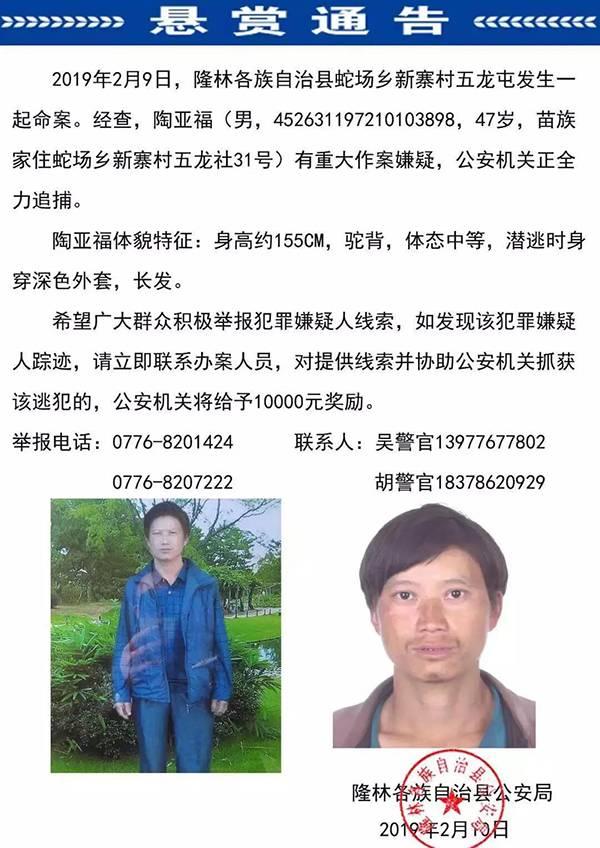 悬赏通告
2019年2月9日，隆林各族自治县蛇场乡新寨村五龙屯发生一
起命案。经查，陶亚福（男，452631197210103898，47岁，苗族
家住蛇场乡新寨村五龙社31号）有重大作案嫌疑，公安机关正全
力追捕。
陶亚福体貌特征：身高约155CM，驼背，体态中等，潜逃时身
穿深色外套，长发。
希望广大群众积极举报犯罪嫌疑人线索，如发现该犯罪嫌疑
人踪迹，请立即联系办案人员，对提供线索并协助公安机关抓获
该逃犯的，公安机关将给予10000元奖励。
举报电话：0776-8201424 联系人：吴警官13977677802
0776-8207222 胡警官18378620929
隆林各族自治县公安局
2019年2月10日
隆林各族自治县公安局